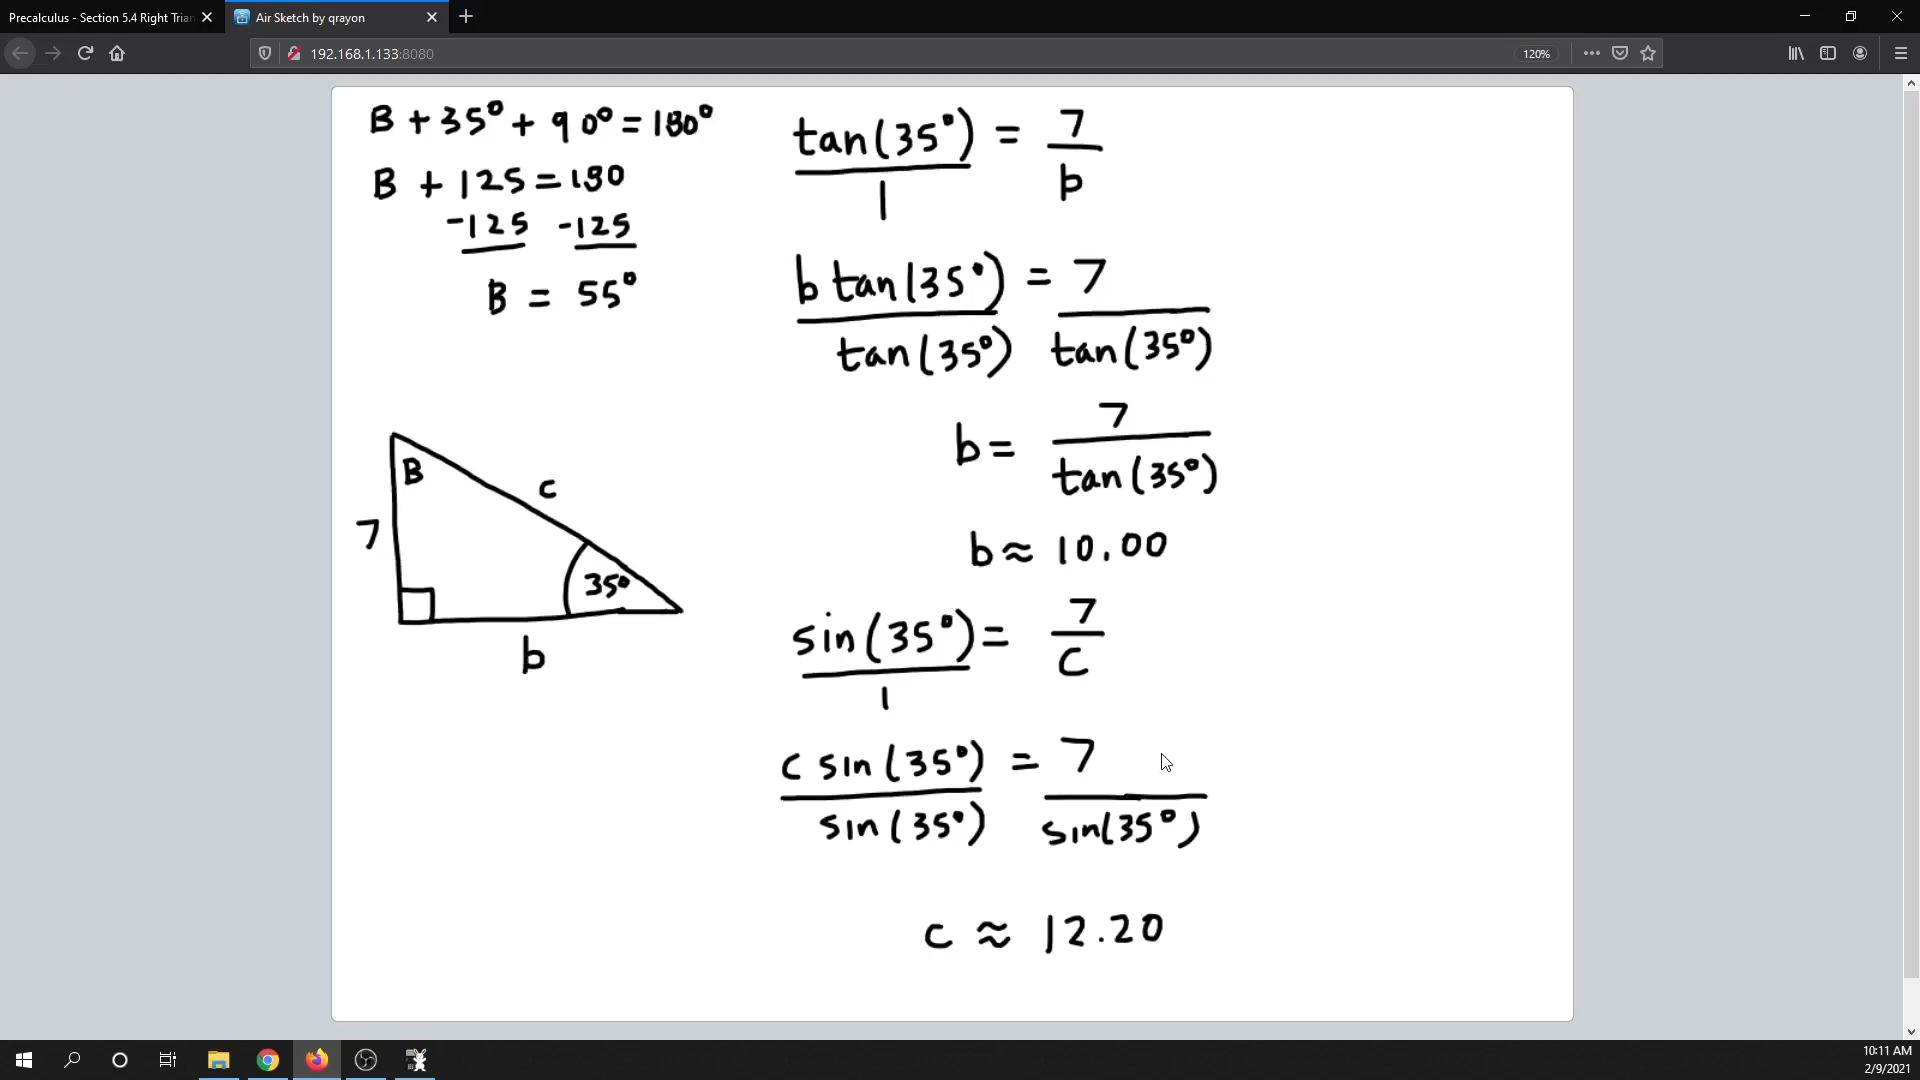 Precalculus - Section 5.4 Right Trian
Air Sketch by qrayon
192.168.1.133:8080
120%
B + 35° + 90° = 180°
B + 125 = 180
-125 -125
B = 55°
B
c
7
35°
b
tan(35°) = 7
1 b
b tan(35°) = 7
tan(35°) tan(35°)
b = 7
tan(35°)
b ≈ 10.00
sin(35°) = 7
1 C
c sin(35°) = 7
sin(35°) sin(35°)
c ≈ 12.20
10:11 AM
2/9/2021